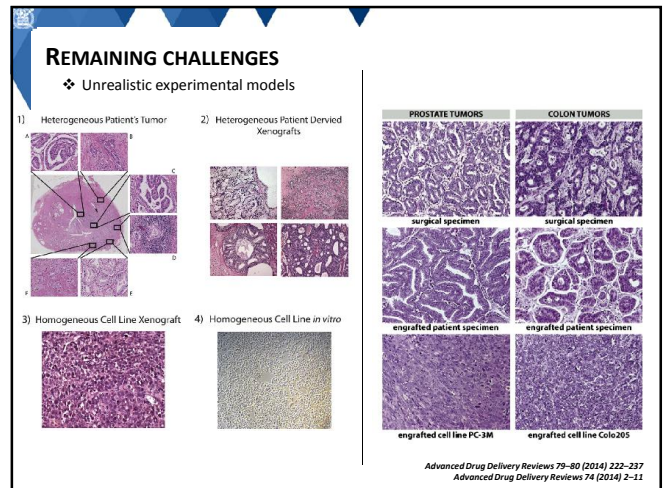 REMAINING CHALLENGES
❖ Unrealistic experimental models
1) Heterogeneous Patient's Tumor
A
B
C
D
E
F
2) Heterogeneous Patient Dervied
Xenografts
3) Homogeneous Cell Line Xenograft
4) Homogeneous Cell Line in vitro
PROSTATE TUMORS
COLON TUMORS
surgical specimen
surgical specimen
engrafted patient specimen
engrafted patient specimen
engrafted cell line PC-3M
engrafted cell line Colo205
Advanced Drug Delivery Reviews 79–80 (2014) 222–237
Advanced Drug Delivery Reviews 74 (2014) 2–11